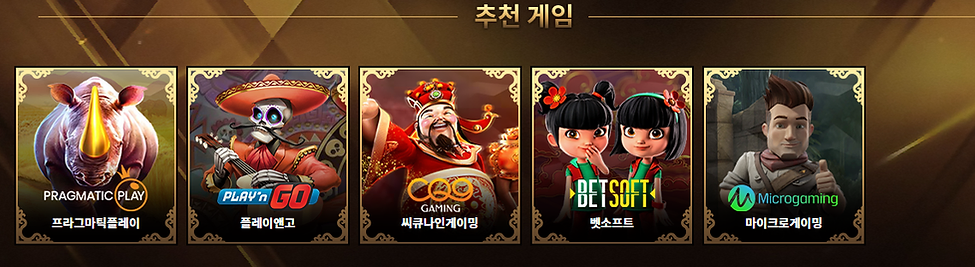 추천 게임
PRAGMATIC PLAY
프라그마틱플레이
PLAY'n GO
플레이엔고
CQ9
GAMING
씨큐나인게이밍
BETSOFT
벳소프트
Microgaming
마이크로게이밍